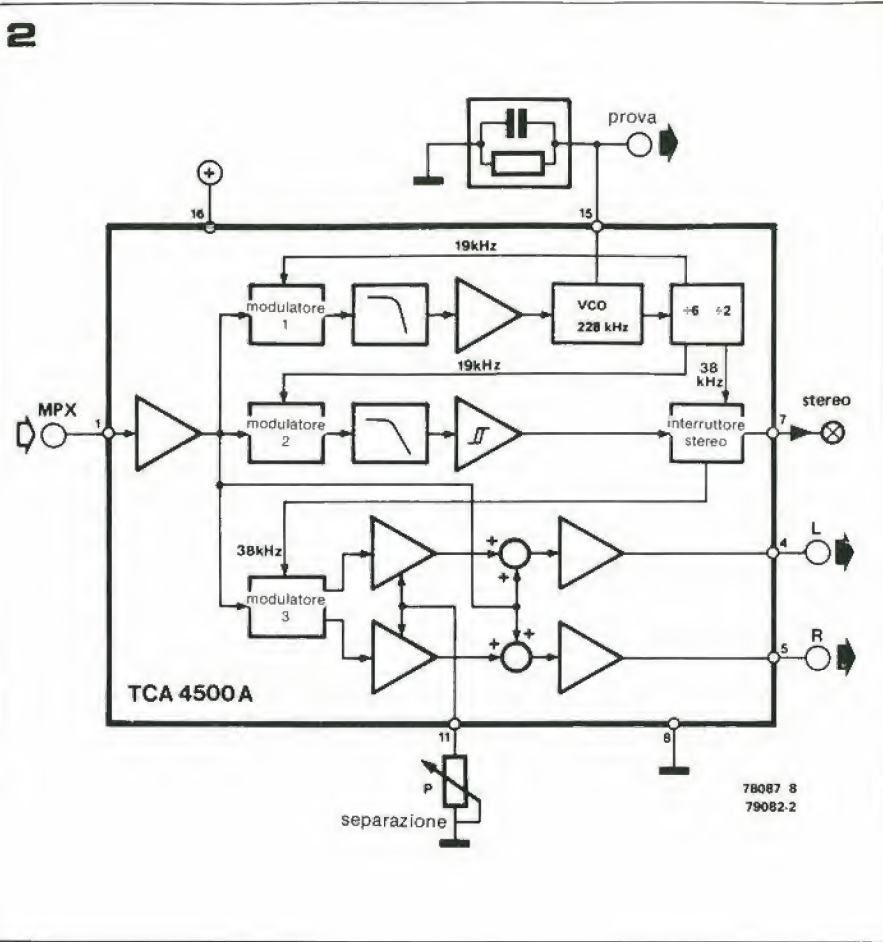 2
prova
+
16
15
19kHz
modulatore
1
VCO
228 kHz
÷6 ÷2
19kHz
38
kHz
MPX
1
modulatore
2
interruttore
stereo
7
stereo
38kHz
modulatore
3
+
+
+
+
4
L
5
R
TCA 4500A
11
8
P
separazione
78087 8
79082-2